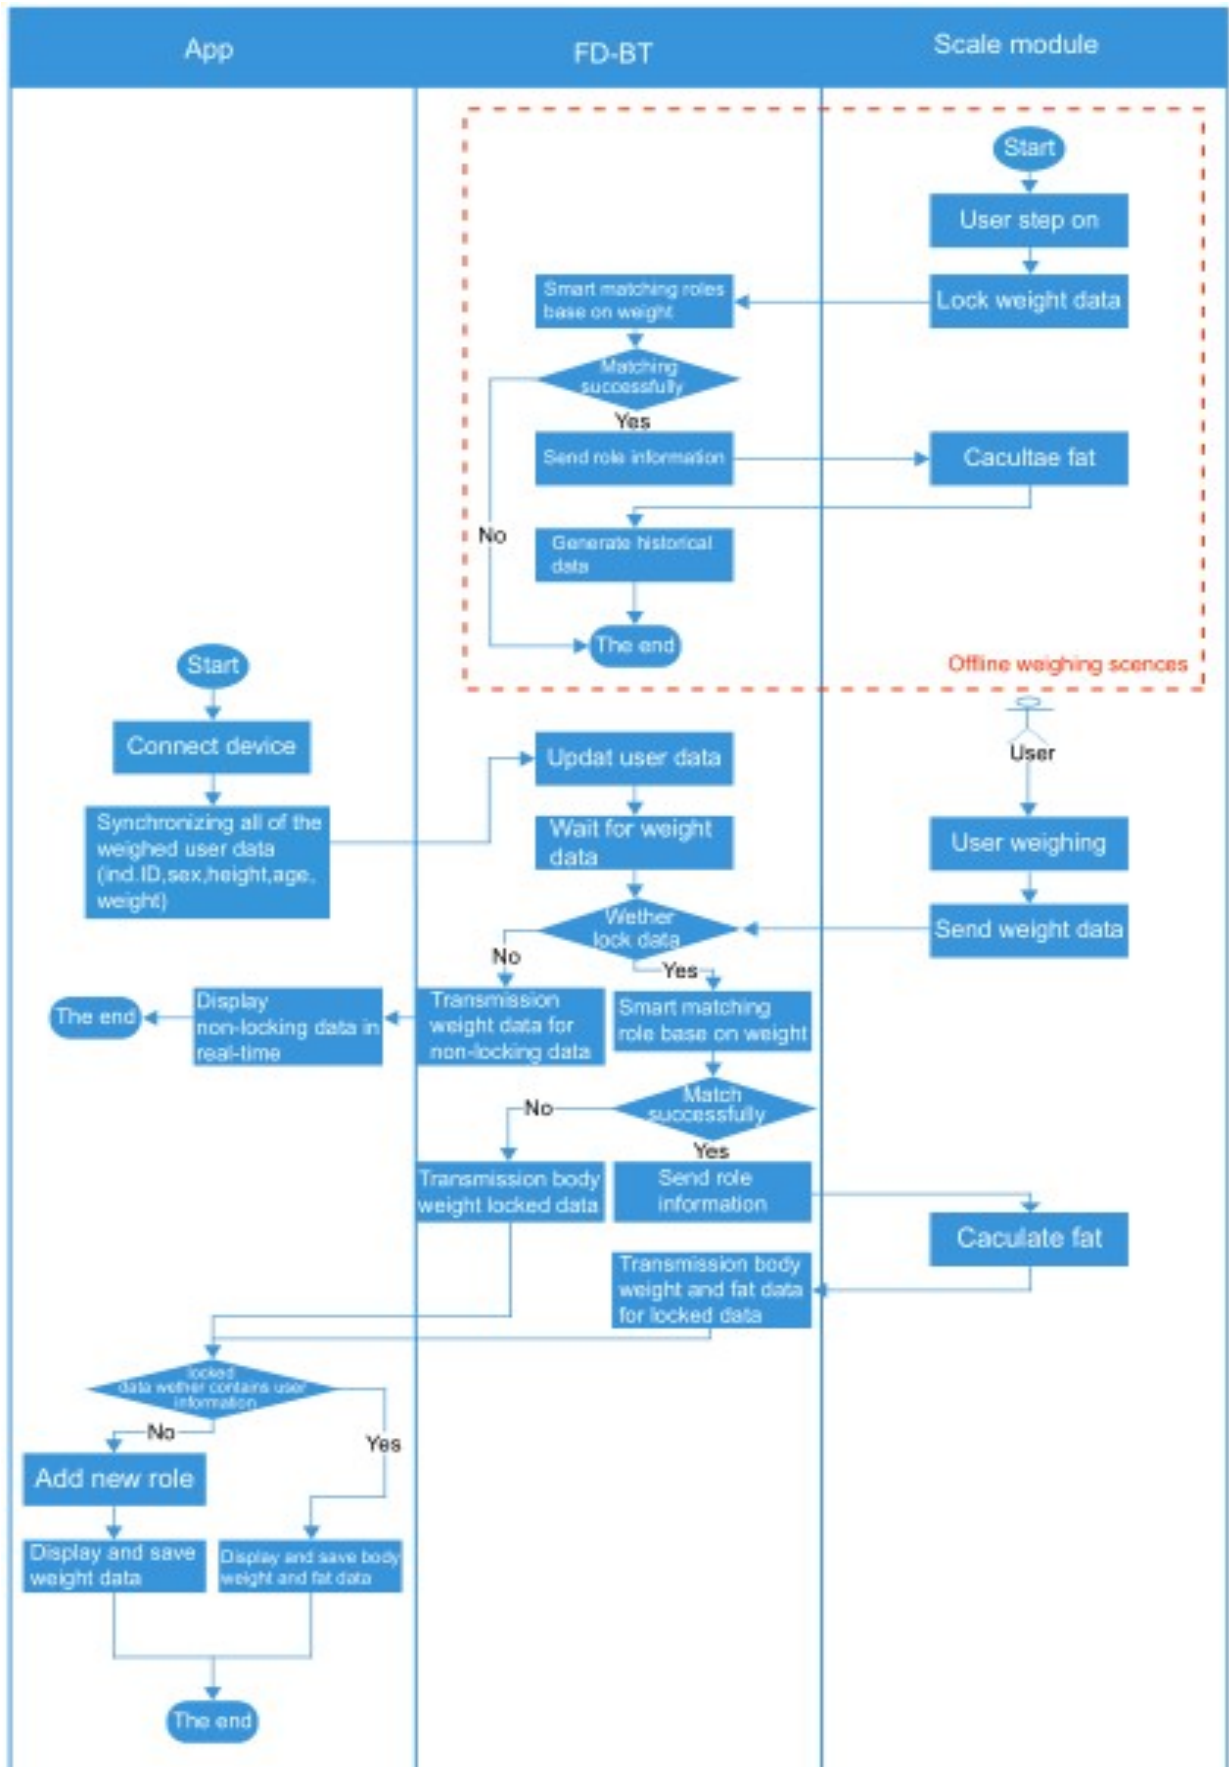 App
FD-BT
Scale module
Start
User step on
Lock weight data
Smart matching roles
base on weight
Matching
successfully
Yes
Send role information
Cacultae fat
No
Generate historical
data
The end
Offline weighing scences
Start
Connect device
Synchronizing all of the
weighed user data
(ind.ID,sex,height,age,
weight)
Updat user data
Wait for weight
data
User
User weighing
Send weight data
Wether
lock data
No
Yes
The end
Display
non-locking data in
real-time
Transmission
weight data for
non-locking data
Smart matching
role base on weight
Match
successfully
No
Yes
Transmission body
weight locked data
Send role
information
Caculate fat
Transmission body
weight and fat data
for locked data
locked
data wether contains user
information
No
Yes
Add new role
Display and save
weight data
Display and save body
weight and fat data
The end